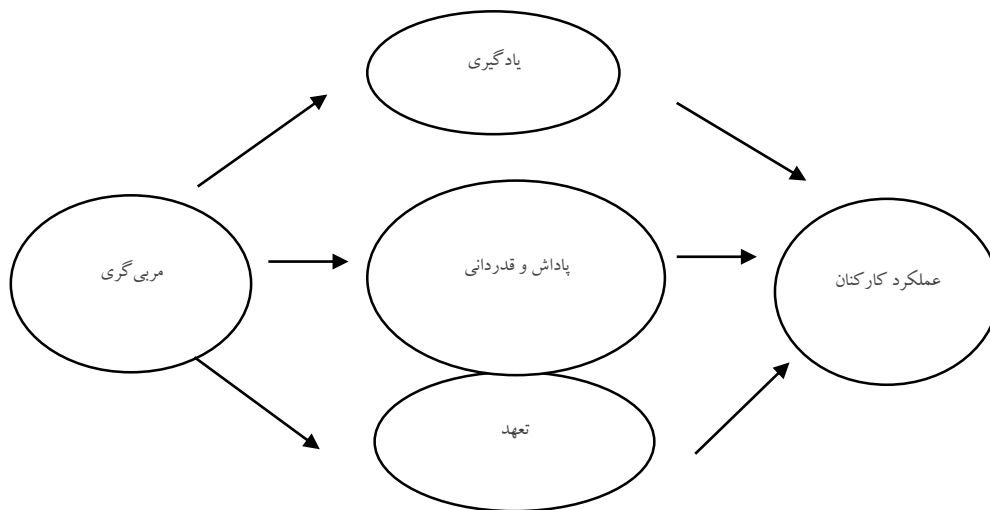 یادگیری
مربی‌گری
پاداش و قدردانی
عملکرد کارکنان
تعهد